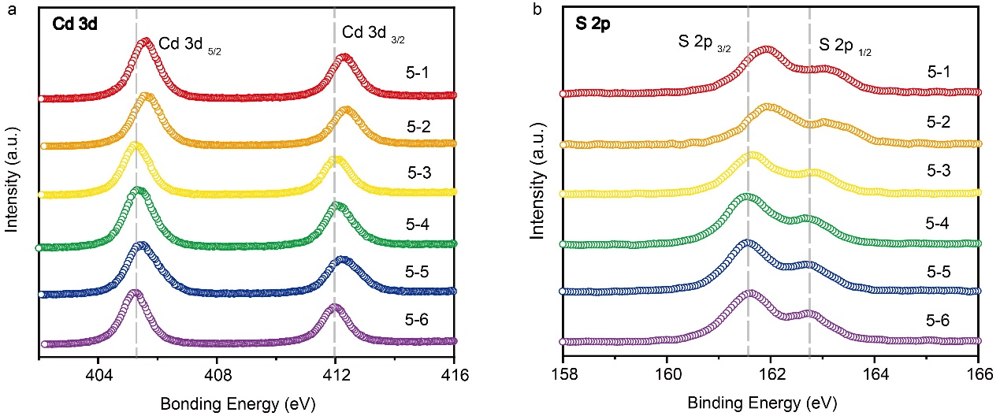 a
Cd 3d
Cd 3d 5/2
Cd 3d 3/2
5-1
5-2
5-3
5-4
5-5
5-6
Intensity (a.u.)
404 408 412 416
Bonding Energy (eV)
b
S 2p
S 2p 3/2
S 2p 1/2
5-1
5-2
5-3
5-4
5-5
5-6
Intensity (a.u.)
158 160 162 164 166
Binding Energy (eV)